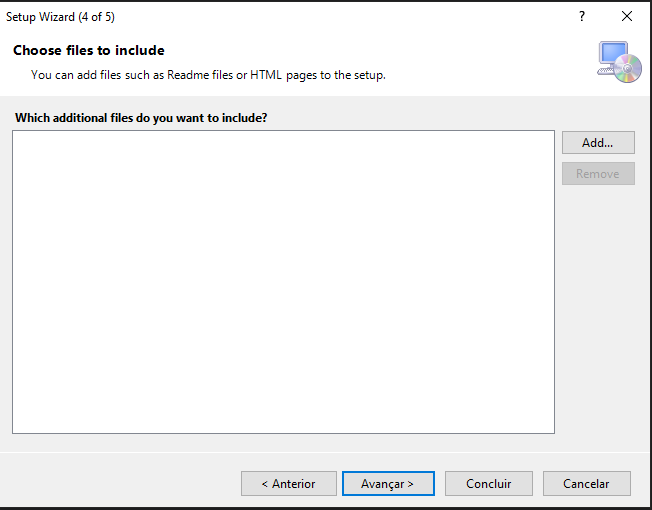 Setup Wizard (4 of 5)
?
Choose files to include
You can add files such as Readme files or HTML pages to the setup.
Which additional files do you want to include?
Add...
Remove
< Anterior
Avançar >
Concluir
Cancelar